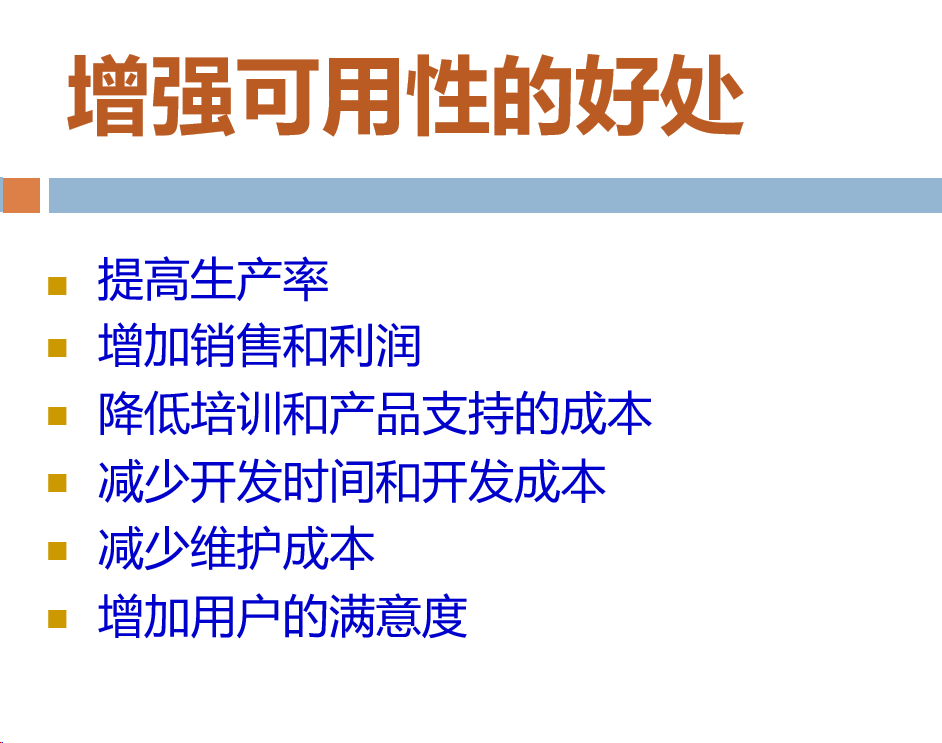 增强可用性的好处
提高生产率
增加销售和利润
降低培训和产品支持的成本
减少开发时间和开发成本
减少维护成本
增加用户的满意度